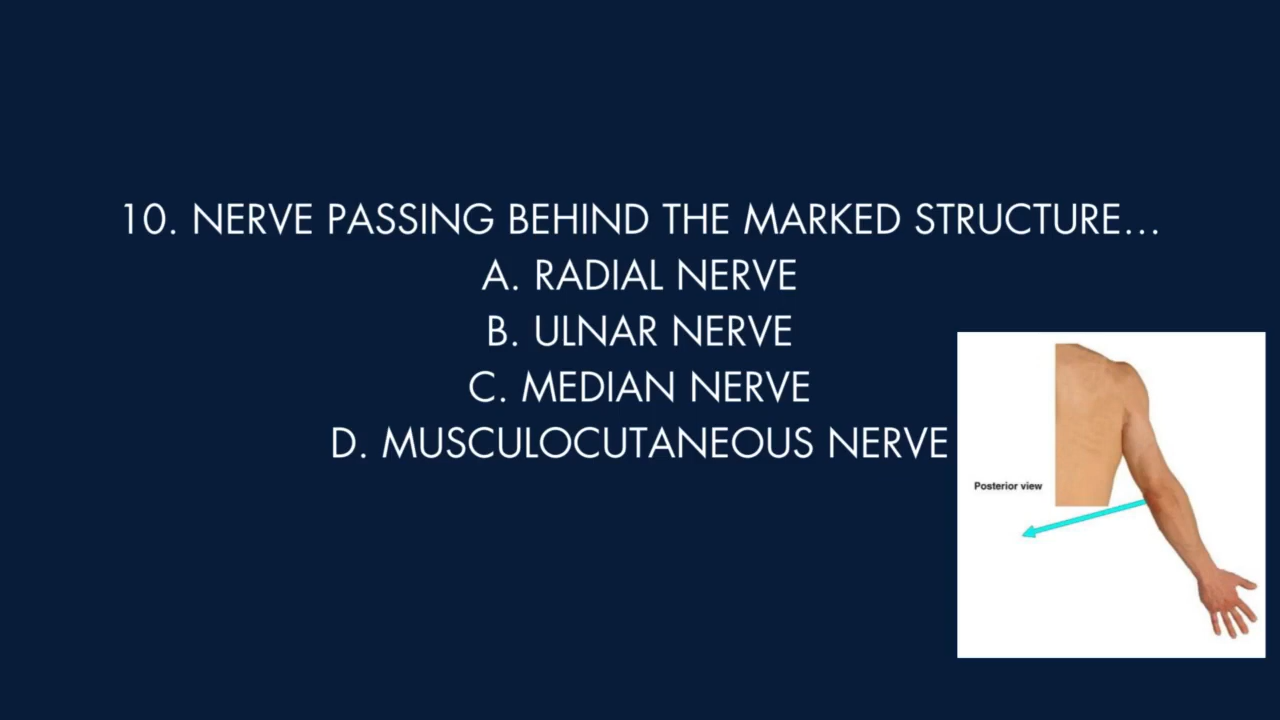 10. NERVE PASSING BEHIND THE MARKED STRUCTURE...
A. RADIAL NERVE
B. ULNAR NERVE
C. MEDIAN NERVE
D. MUSCULOCUTANEOUS NERVE
Posterior view